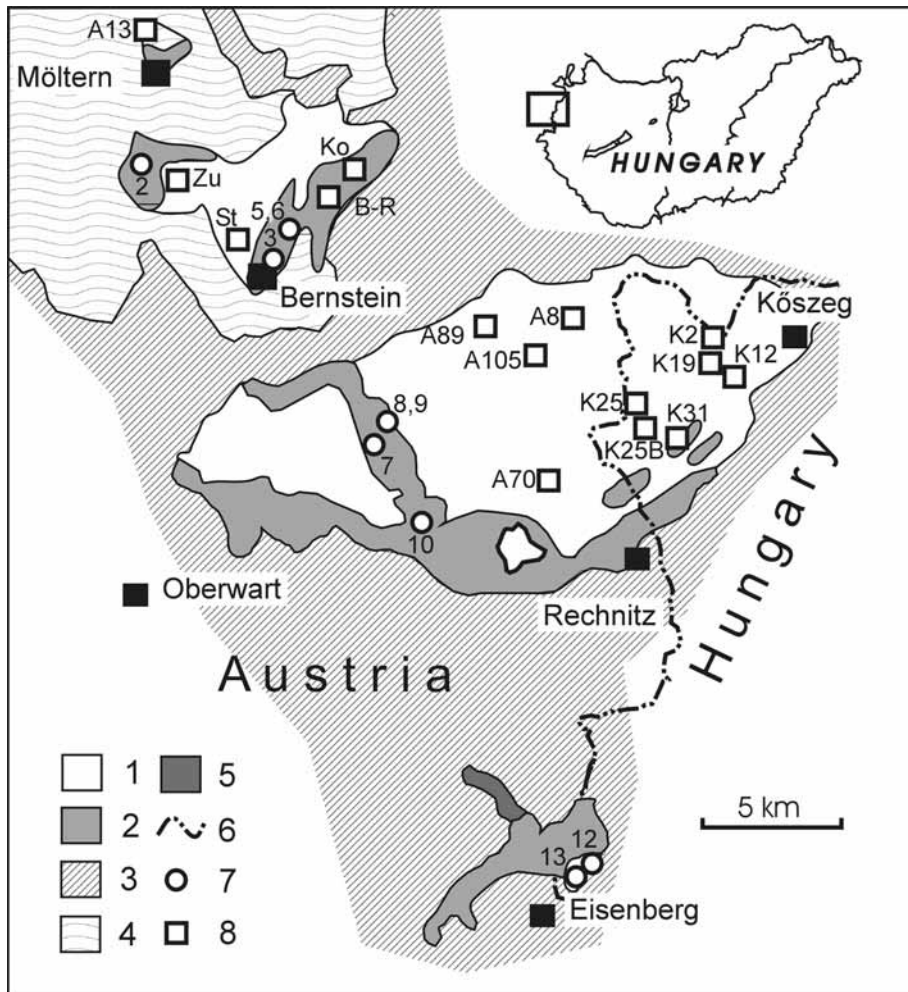 A13
Möltern
HUNGARY
Ko
2
Zu
B-R
St
5,6
3
Bernstein
Kőszeg
A8
A89
K2
A105
K19
K12
K25
K31
8,9
K25B
7
A70
10
Oberwart
Rechnitz
Hungary
Austria
1
5
2
6
3
7
4
8
5 km
12
13
Eisenberg